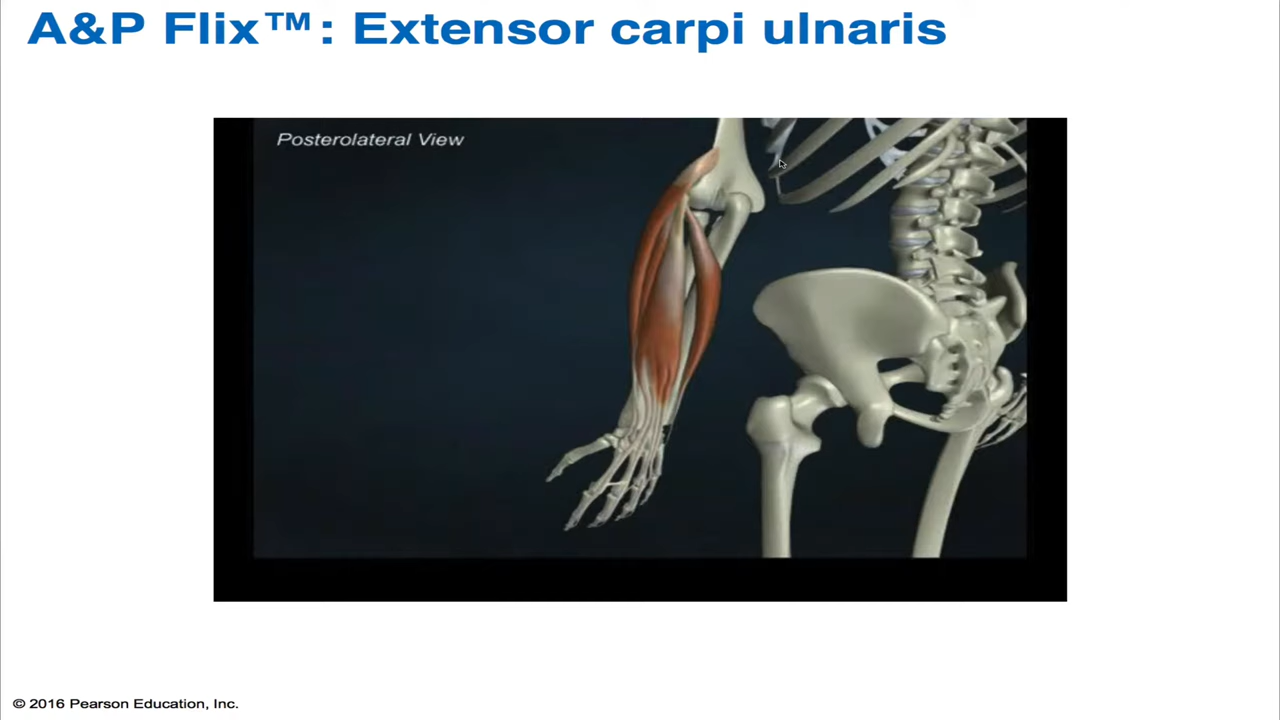 A&P Flix™: Extensor carpi ulnaris
Posterolateral View
© 2016 Pearson Education, Inc.